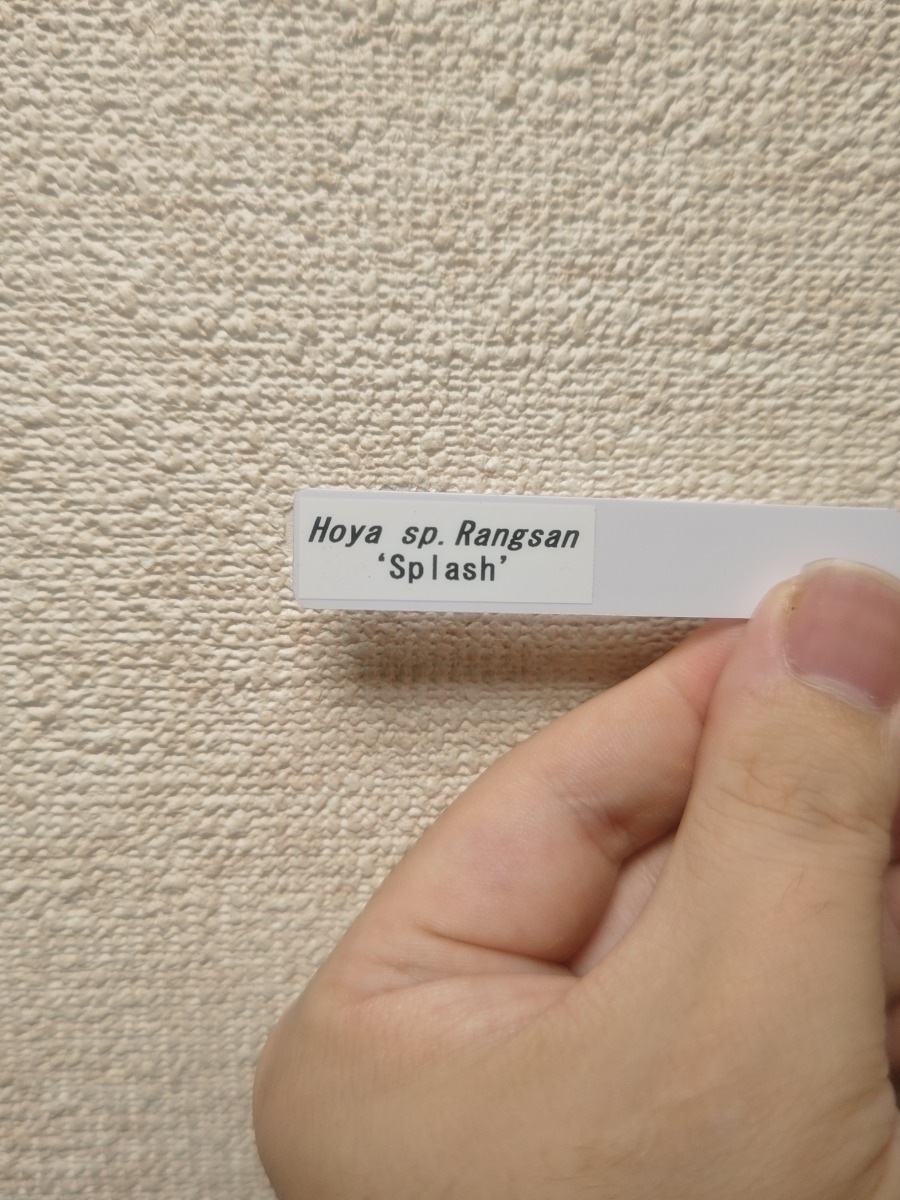 Hoya sp. Rangsan
‘Splash’